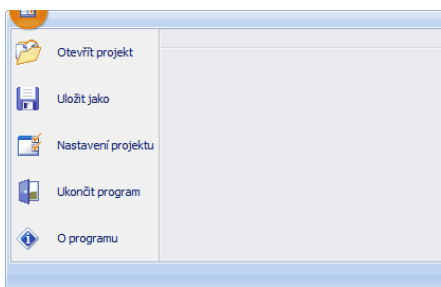 Otevřít projekt
Uložit jako
Nastavení projektu
Ukončit program
O programu